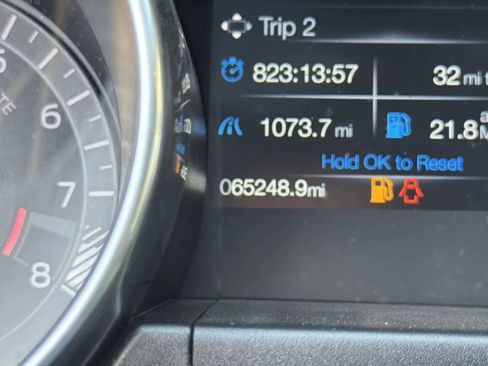 Trip 2
823:13:57 32 mi t
1073.7 mi 21.8
Hold OK to Reset
065248.9mi
6
7
8